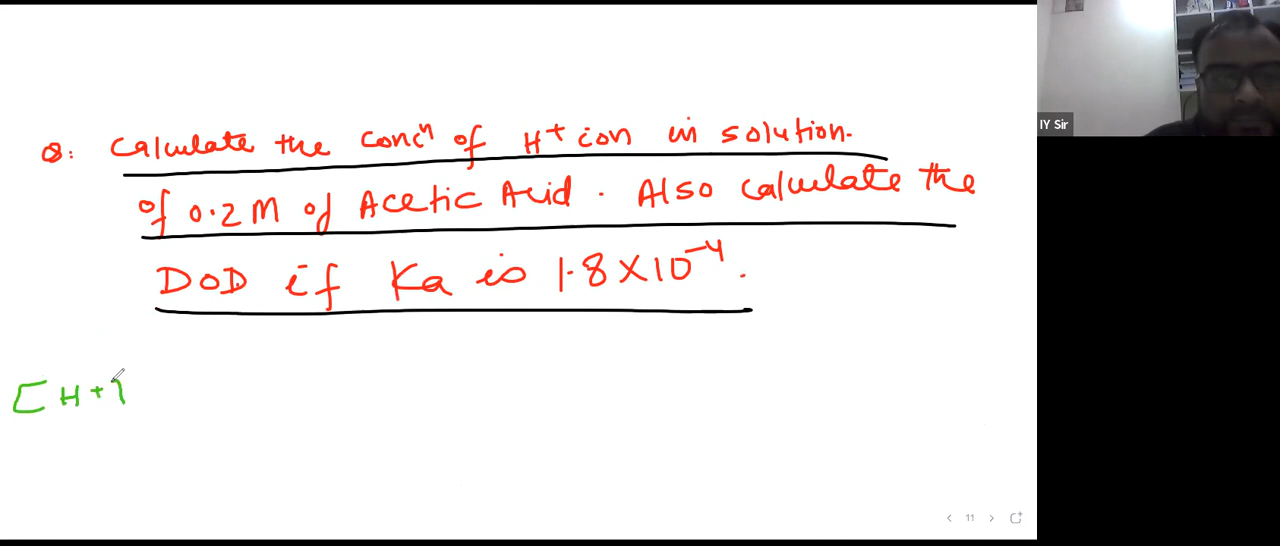 Q: Calculate the Concⁿ of H⁺ ion in solution.
of 0.2M of Acetic Acid. Also calculate the
DOD if Ka is 1.8×10⁻⁴.
[H+]
IY Sir
< 11 >